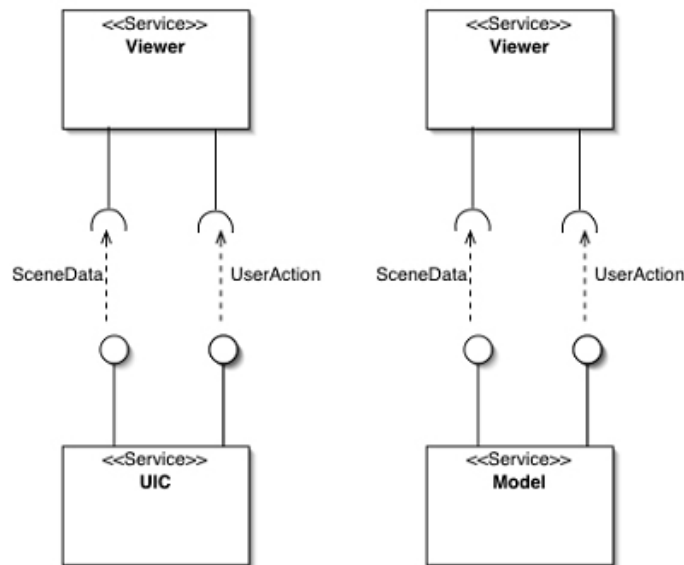 <<Service>>
Viewer
<<Service>>
Viewer
SceneData
UserAction
SceneData
UserAction
<<Service>>
UIC
<<Service>>
Model